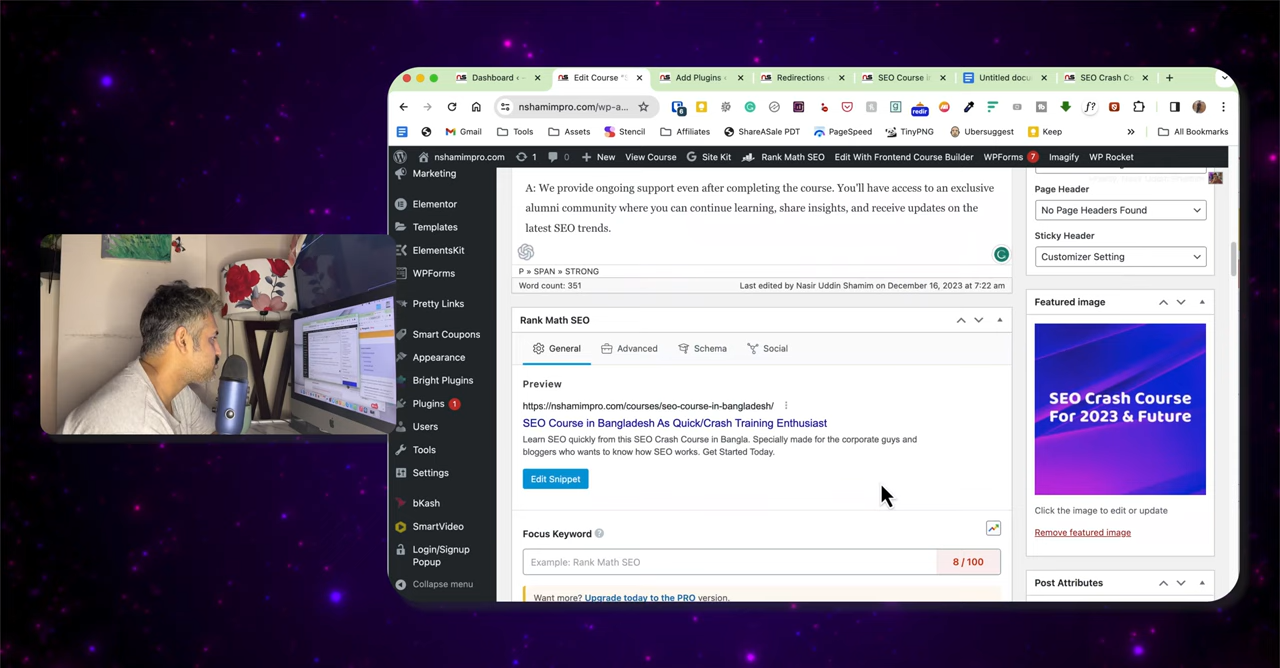 Dashboard ‹
Edit Course "
Add Plugins ‹
Redirections
SEO Course i
Untitled docu
SEO Crash C
nshamimpro.com/wp-a...
redir
f?
Gmail
Tools
Assets
Stencil
Affiliates
ShareASale PDT
PageSpeed
TinyPNG
Ubersuggest
Keep
»
All Bookmarks
nshamimpro.com
1
0
New
View Course
Site Kit
Rank Math SEO
Edit With Frontend Course Builder
WPForms 7
Imagify
WP Rocket
Marketing
Elementor
Templates
ElementsKit
WPForms
Pretty Links
Smart Coupons
Appearance
Bright Plugins
Plugins 1
Users
Tools
Settings
bKash
SmartVideo
Login/Signup
Popup
Collapse menu
A: We provide ongoing support even after completing the course. You'll have access to an exclusive
alumni community where you can continue learning, share insights, and receive updates on the
latest SEO trends.
P » SPAN » STRONG
Word count: 351
Last edited by Nasir Uddin Shamim on December 16, 2023 at 7:22 am
Rank Math SEO
General
Advanced
Schema
Social
Preview
https://nshamimpro.com/courses/seo-course-in-bangladesh/
SEO Course in Bangladesh As Quick/Crash Training Enthusiast
Learn SEO quickly from this SEO Crash Course in Bangla. Specially made for the corporate guys and
bloggers who wants to know how SEO works. Get Started Today.
Edit Snippet
Focus Keyword
Example: Rank Math SEO
8 / 100
Want more? Upgrade today to the PRO version.
Page Header
No Page Headers Found
Sticky Header
Customizer Setting
Featured image
SEO Crash Course
For 2023 & Future
Click the image to edit or update
Remove featured image
Post Attributes